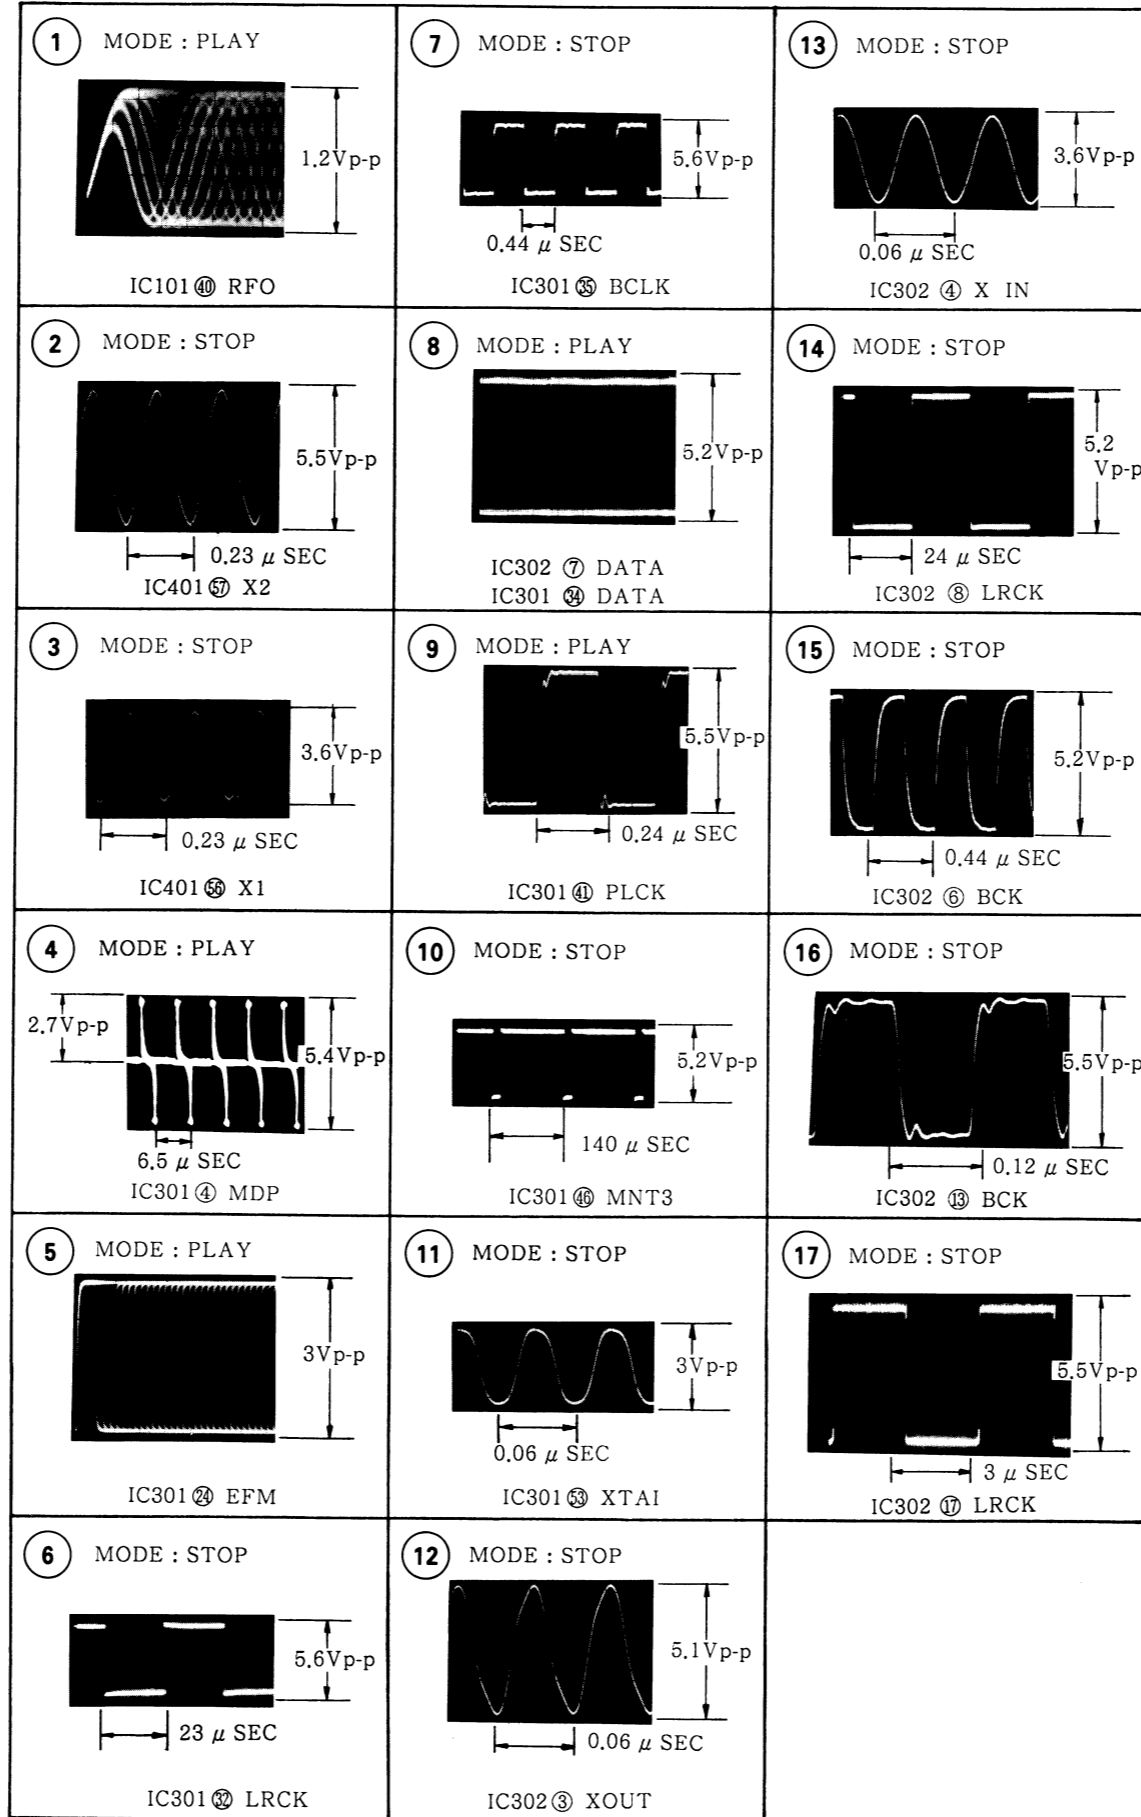 1 MODE : PLAY
1.2Vp-p
IC101 ㊵ RFO
2 MODE : STOP
5.5Vp-p
0.23 μ SEC
IC401 57 X2
3 MODE : STOP
3.6Vp-p
0.23 μ SEC
IC401 56 X1
4 MODE : PLAY
2.7Vp-p
5.4Vp-p
6.5 μ SEC
IC301 ④ MDP
5 MODE : PLAY
3Vp-p
IC301 ㉔ EFM
6 MODE : STOP
5.6Vp-p
23 μ SEC
IC301 ㉜ LRCK
7 MODE : STOP
5.6Vp-p
0.44 μ SEC
IC301 ㉟ BCLK
8 MODE : PLAY
5.2Vp-p
IC302 ⑦ DATA
IC301 ㉞ DATA
9 MODE : PLAY
5.5Vp-p
0.24 μ SEC
IC301 ㊶ PLCK
10 MODE : STOP
5.2Vp-p
140 μ SEC
IC301 ㊻ MNT3
11 MODE : STOP
3Vp-p
0.06 μ SEC
IC301 53 XTAI
12 MODE : STOP
5.1Vp-p
0.06 μ SEC
IC302 ③ XOUT
13 MODE : STOP
3.6Vp-p
0.06 μ SEC
IC302 ④ X IN
14 MODE : STOP
5.2
Vp-p
24 μ SEC
IC302 ⑧ LRCK
15 MODE : STOP
5.2Vp-p
0.44 μ SEC
IC302 ⑥ BCK
16 MODE : STOP
5.5Vp-p
0.12 μ SEC
IC302 ⑬ BCK
17 MODE : STOP
5.5Vp-p
3 μ SEC
IC302 ⑰ LRCK